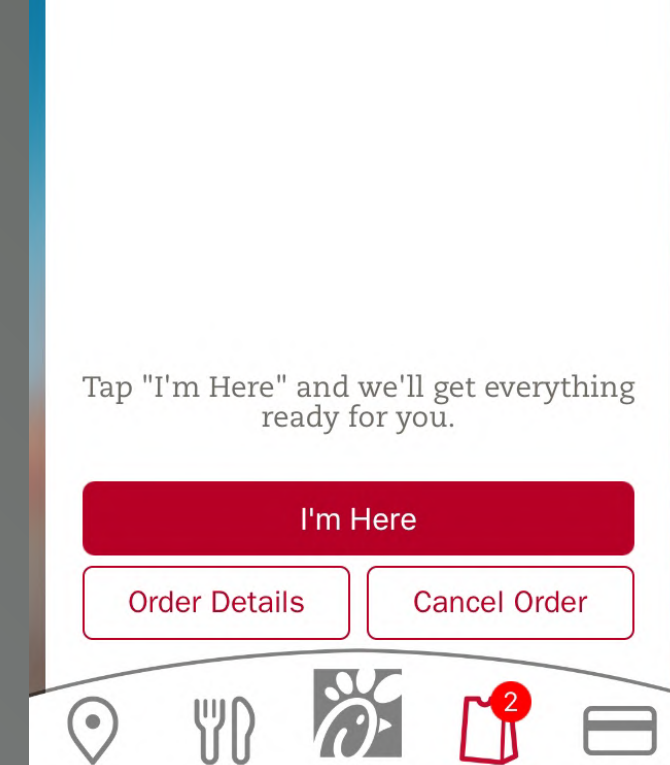 Tap "I'm Here" and we'll get everything
ready for you.
I'm Here
Order Details
Cancel Order
2